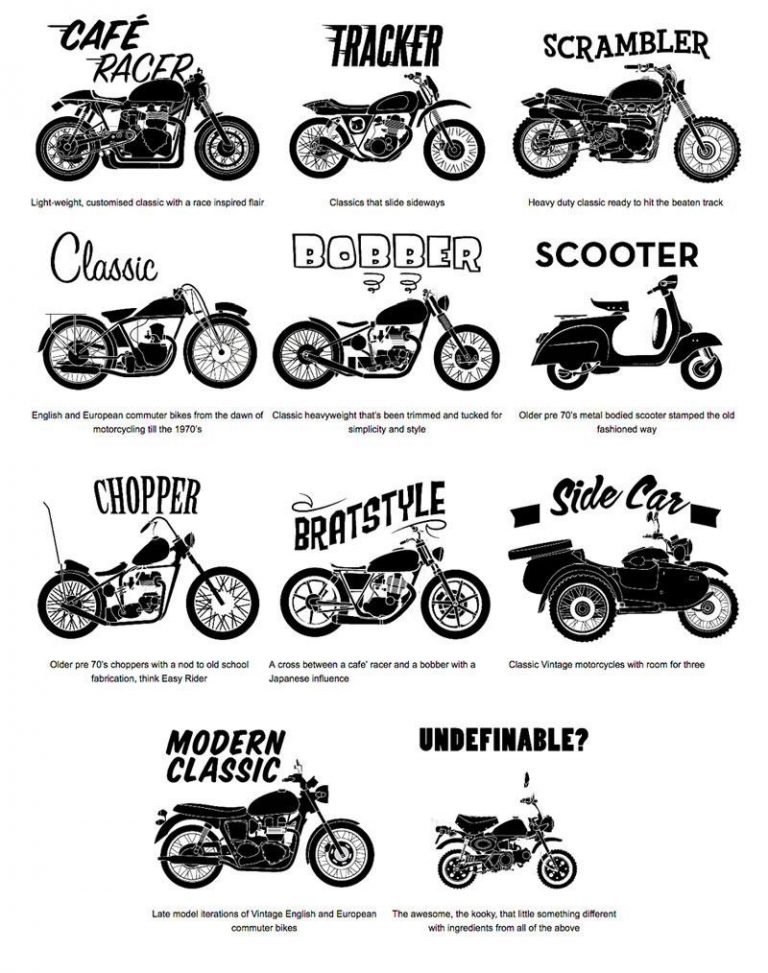 CAFÉ
RACER
Light-weight, customised classic with a race inspired flair
TRACKER
Classics that slide sideways
SCRAMBLER
Heavy duty classic ready to hit the beaten track
Classic
English and European commuter bikes from the dawn of
motorcycling till the 1970's
BOBBER
Classic heavyweight that's been trimmed and tucked for
simplicity and style
SCOOTER
Older pre 70's metal bodied scooter stamped the old
fashioned way
CHOPPER
Older pre 70's choppers with a nod to old school
fabrication, think Easy Rider
BRATSTYLE
A cross between a cafe' racer and a bobber with a
Japanese influence
Side Car
Classic Vintage motorcycles with room for three
MODERN
CLASSIC
Late model iterations of Vintage English and European
commuter bikes
UNDEFINABLE?
The awesome, the kooky, that little something different
with ingredients from all of the above